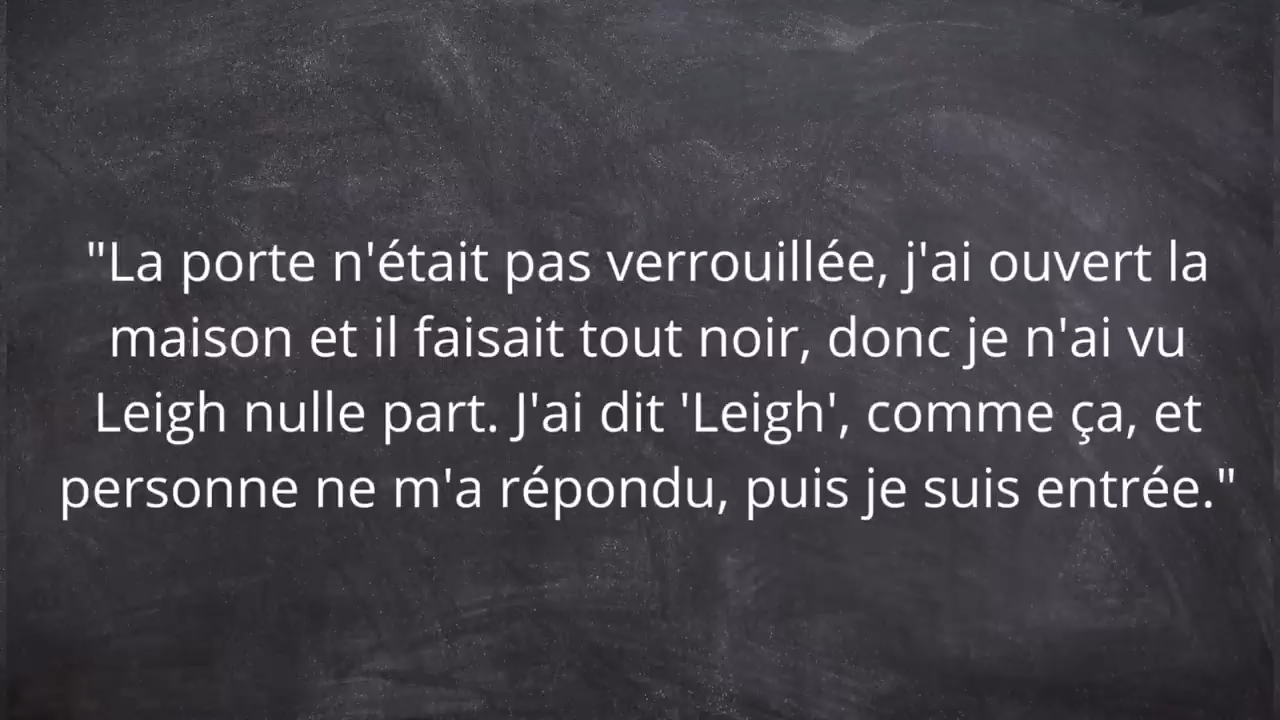 "La porte n'était pas verrouillée, j'ai ouvert la
maison et il faisait tout noir, donc je n'ai vu
Leigh nulle part. J'ai dit 'Leigh', comme ça, et
personne ne m'a répondu, puis je suis entrée."